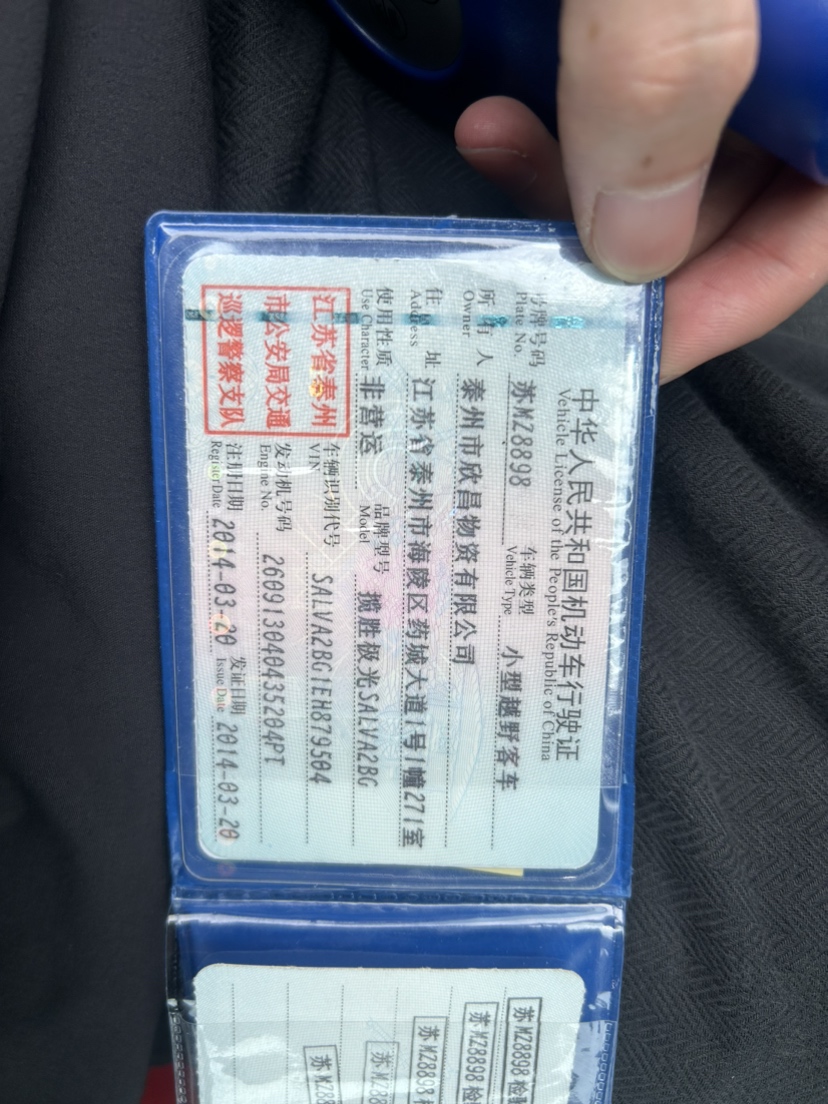 中华人民共和国机动车行驶证
Vehicle License of the People's Republic of China
号牌号码 苏MZ8898 车辆类型 小型越野客车
Plate No. Vehicle Type
所有人 泰州市欣昌物资有限公司
Owner
住址 江苏省泰州市海陵区药城大道1号1幢271室
Address
使用性质 非营运 品牌型号 揽胜极光SALVA2BG
Use Character Model
江苏省泰州
市公安局交通
巡逻警察支队
车辆识别代号 SALVA2BG1EH879504
VIN
发动机号码 260913040435204PT
Engine No.
注册日期 2014-03-20 发证日期 2014-03-20
Register Date Issue Date
苏MZ8898 检验
苏MZ8898 检
苏MZ8898
苏MZ88
苏MZ8